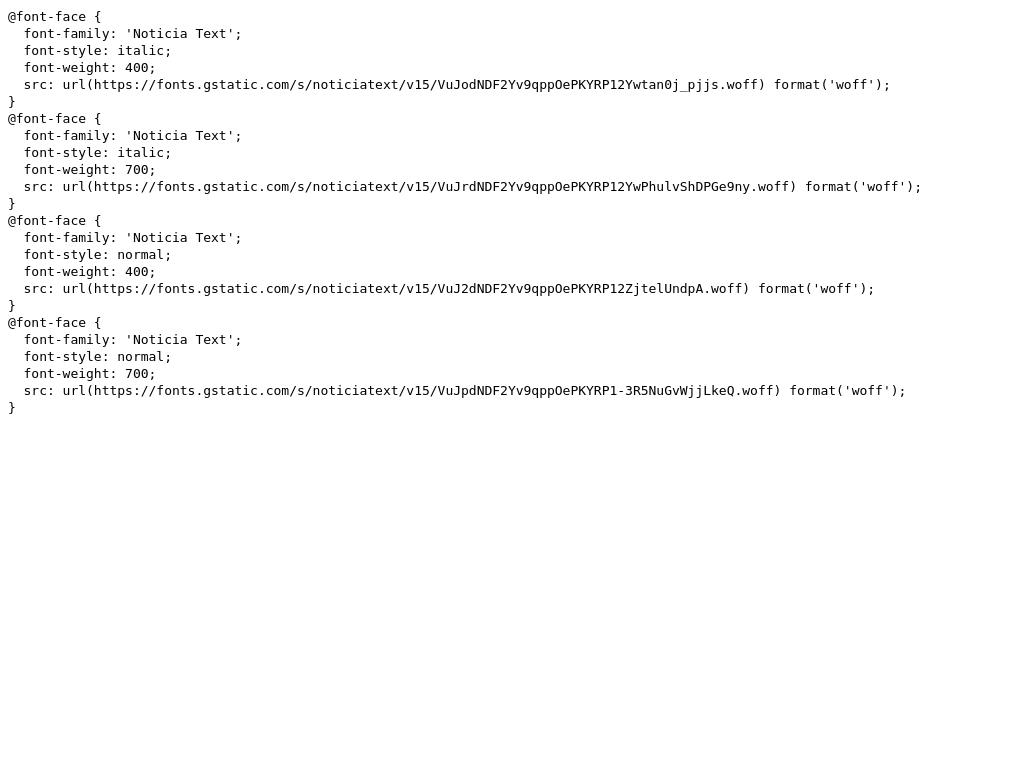 @font-face {
  font-family: 'Noticia Text';
  font-style: italic;
  font-weight: 400;
  src: url(https://fonts.gstatic.com/s/noticiatext/v15/VuJodNDF2Yv9qppOePKYRP12Ywtan0j_pjjs.woff) format('woff');
}
@font-face {
  font-family: 'Noticia Text';
  font-style: italic;
  font-weight: 700;
  src: url(https://fonts.gstatic.com/s/noticiatext/v15/VuJrdNDF2Yv9qppOePKYRP12YwPhulvShDPGe9ny.woff) format('woff');
}
@font-face {
  font-family: 'Noticia Text';
  font-style: normal;
  font-weight: 400;
  src: url(https://fonts.gstatic.com/s/noticiatext/v15/VuJ2dNDF2Yv9qppOePKYRP12ZjtelUndpA.woff) format('woff');
}
@font-face {
  font-family: 'Noticia Text';
  font-style: normal;
  font-weight: 700;
  src: url(https://fonts.gstatic.com/s/noticiatext/v15/VuJpdNDF2Yv9qppOePKYRP1-3R5NuGvWjjLkeQ.woff) format('woff');
}